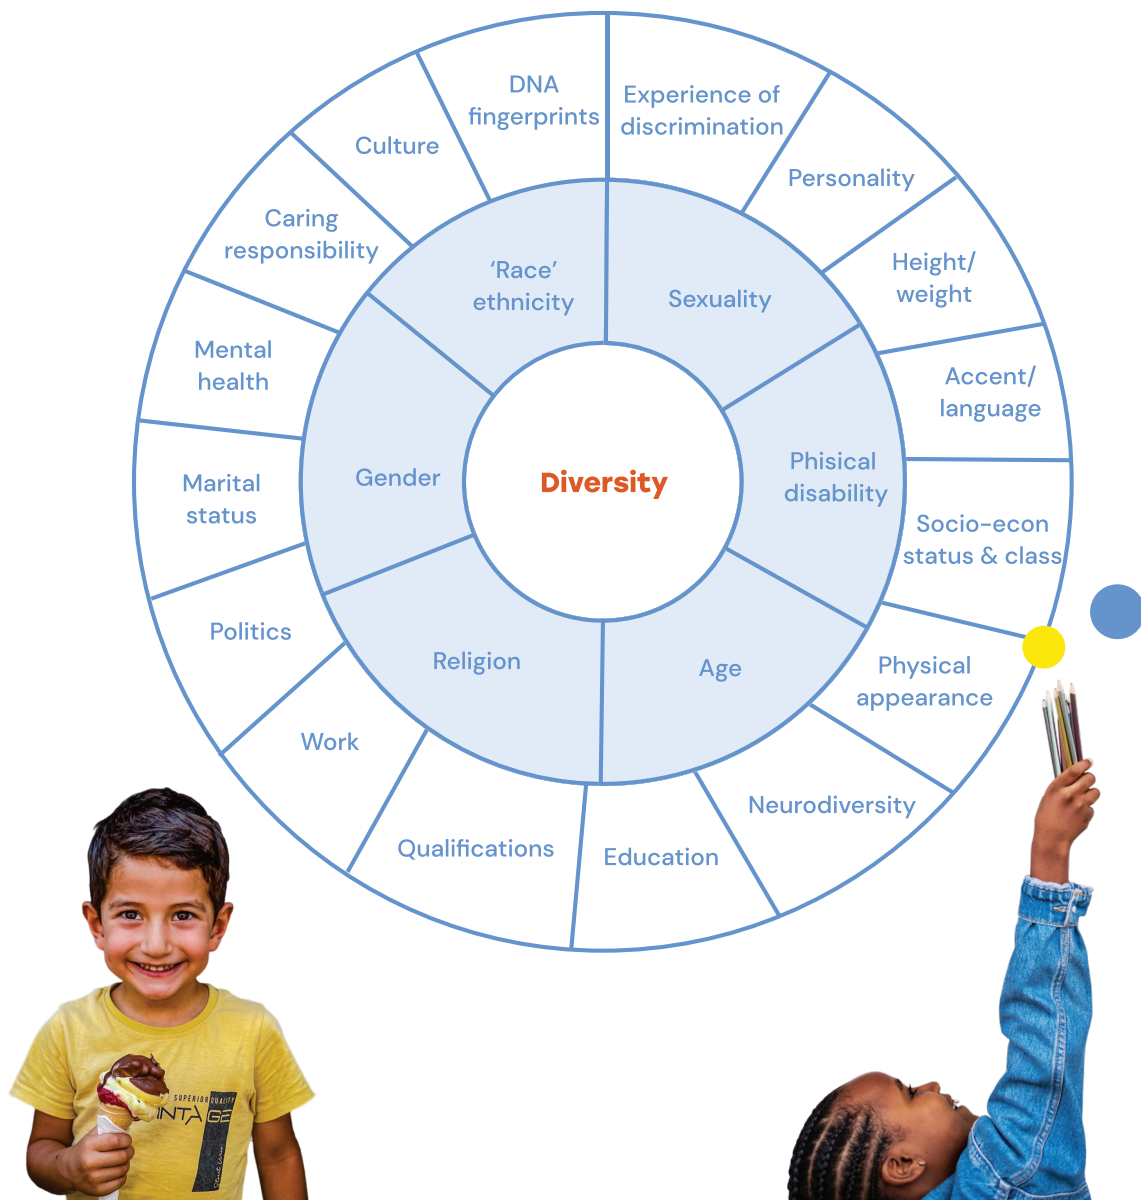 DNA
fingerprints
Experience of
discrimination
Culture
Personality
Caring
responsibility
Height/
weight
‘Race’
ethnicity
Sexuality
Mental
health
Accent/
language
Gender
Diversity
Phisical
disability
Marital
status
Socio-econ
status & class
Politics
Religion
Age
Physical
appearance
Work
Neurodiversity
Qualifications
Education
SUPERIOR QUALITY
INTAGE